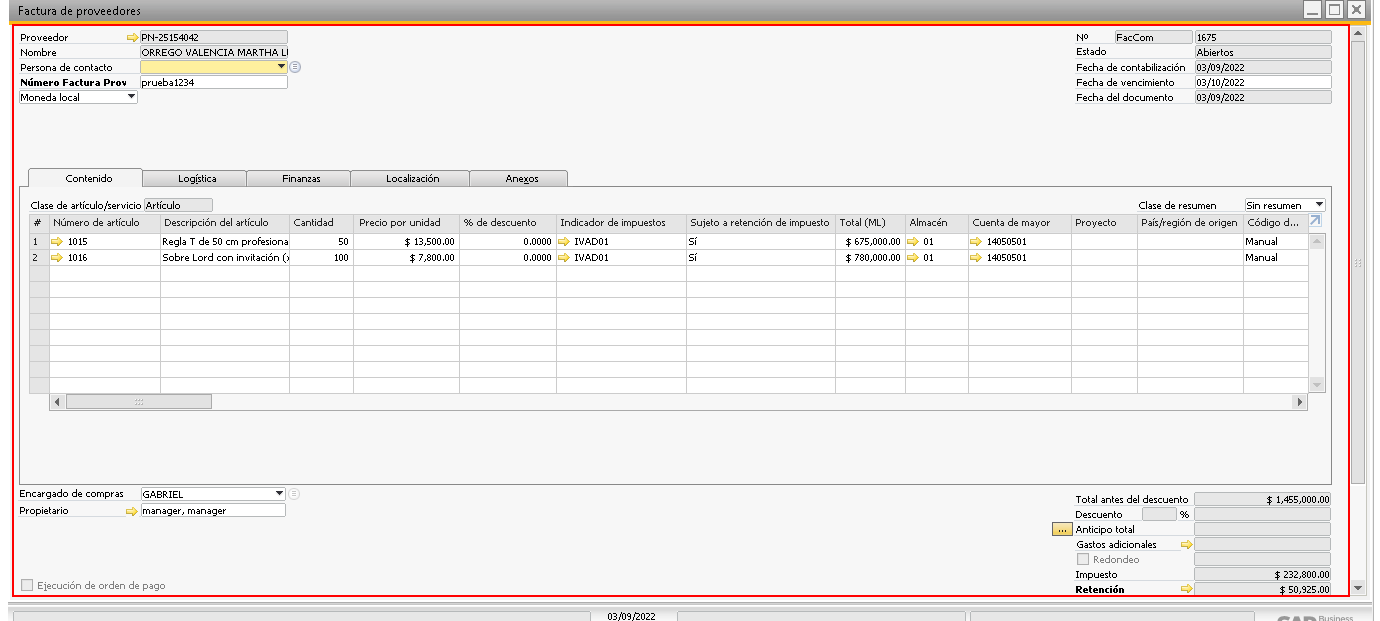 Factura de proveedores
Proveedor PN-25154042 Nº FacCom 1675
Nombre ORREGO VALENCIA MARTHA Estado Abiertos
Persona de contacto Fecha de contabilización 03/09/2022
Número Factura Prov prueba1234 Fecha de vencimiento 03/10/2022
Moneda local Fecha del documento 03/09/2022
Contenido Logística Finanzas Localización Anexos
Clase de artículo/servicio Artículo Clase de resumen Sin resumen
# Número de artículo Descripción del artículo Cantidad Precio por unidad % de descuento Indicador de impuestos Sujeto a retención de impuesto Total (ML) Almacén Cuenta de mayor Proyecto País/región de origen Código d...
1 1015 Regla T de 50 cm profesiona 50 $ 13,500.00 0.0000 IVAD01 Sí $ 675,000.00 01 14050501 Manual
2 1016 Sobre Lord con invitación (x 100 $ 7,800.00 0.0000 IVAD01 Sí $ 780,000.00 01 14050501 Manual
Encargado de compras GABRIEL Total antes del descuento $ 1,455,000.00
Propietario manager, manager Descuento %
... Anticipo total
Gastos adicionales
Redondeo
Impuesto $ 232,800.00
Ejecución de orden de pago Retención $ 50,925.00
03/09/2022
SAP Business